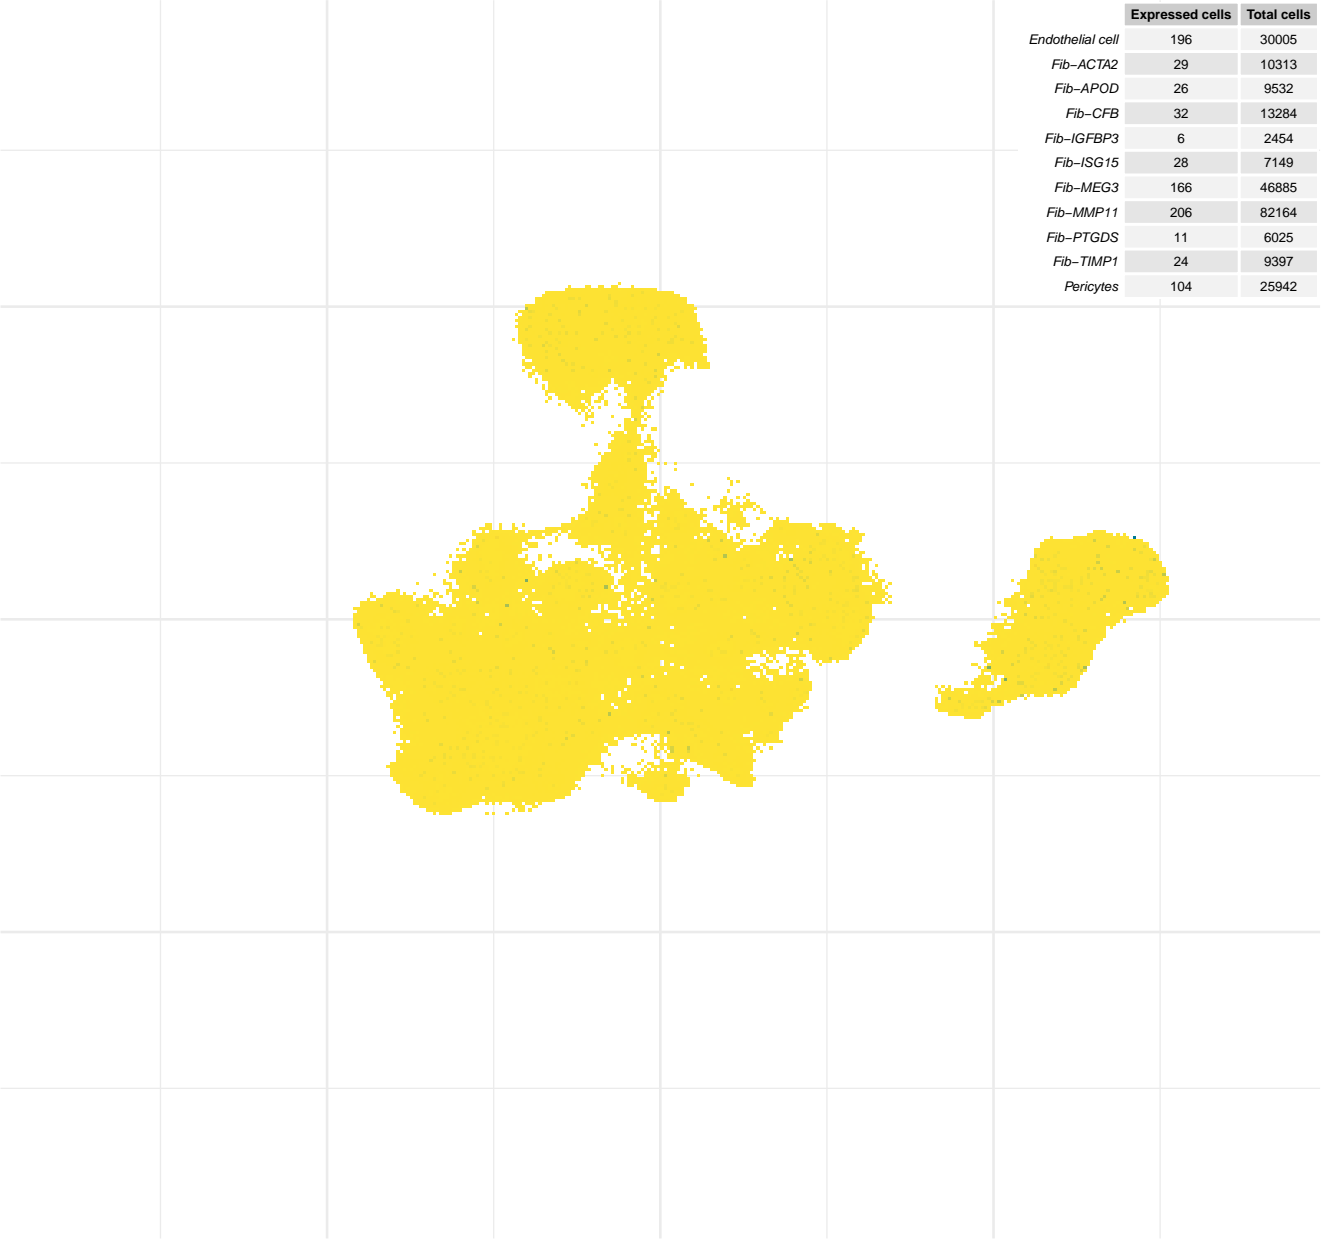 Expressed cells Total cells
Endothelial cell 196 30005
Fib−ACTA2 29 10313
Fib−APOD 26 9532
Fib−CFB 32 13284
Fib−IGFBP3 6 2454
Fib−ISG15 28 7149
Fib−MEG3 166 46885
Fib−MMP11 206 82164
Fib−PTGDS 11 6025
Fib−TIMP1 24 9397
Pericytes 104 25942